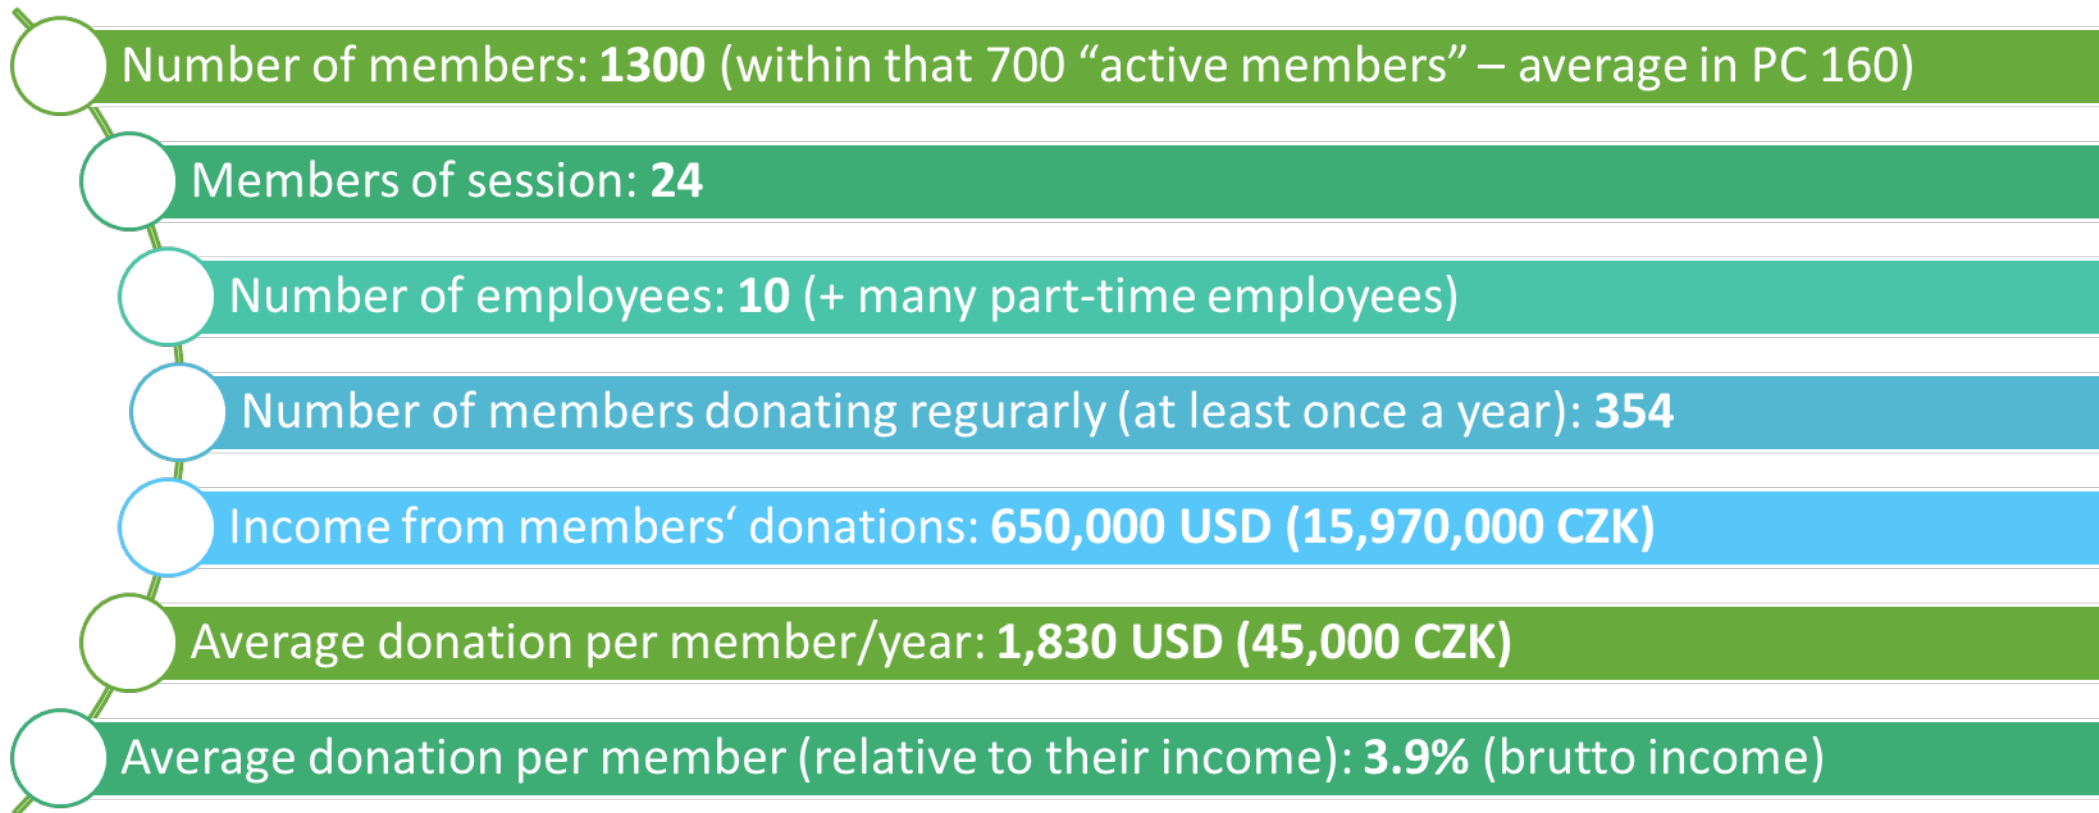 Number of members: 1300 (within that 700 “active members” – average in PC 160)
Members of session: 24
Number of employees: 10 (+ many part-time employees)
Number of members donating regurarly (at least once a year): 354
Income from members‘ donations: 650,000 USD (15,970,000 CZK)
Average donation per member/year: 1,830 USD (45,000 CZK)
Average donation per member (relative to their income): 3.9% (brutto income)